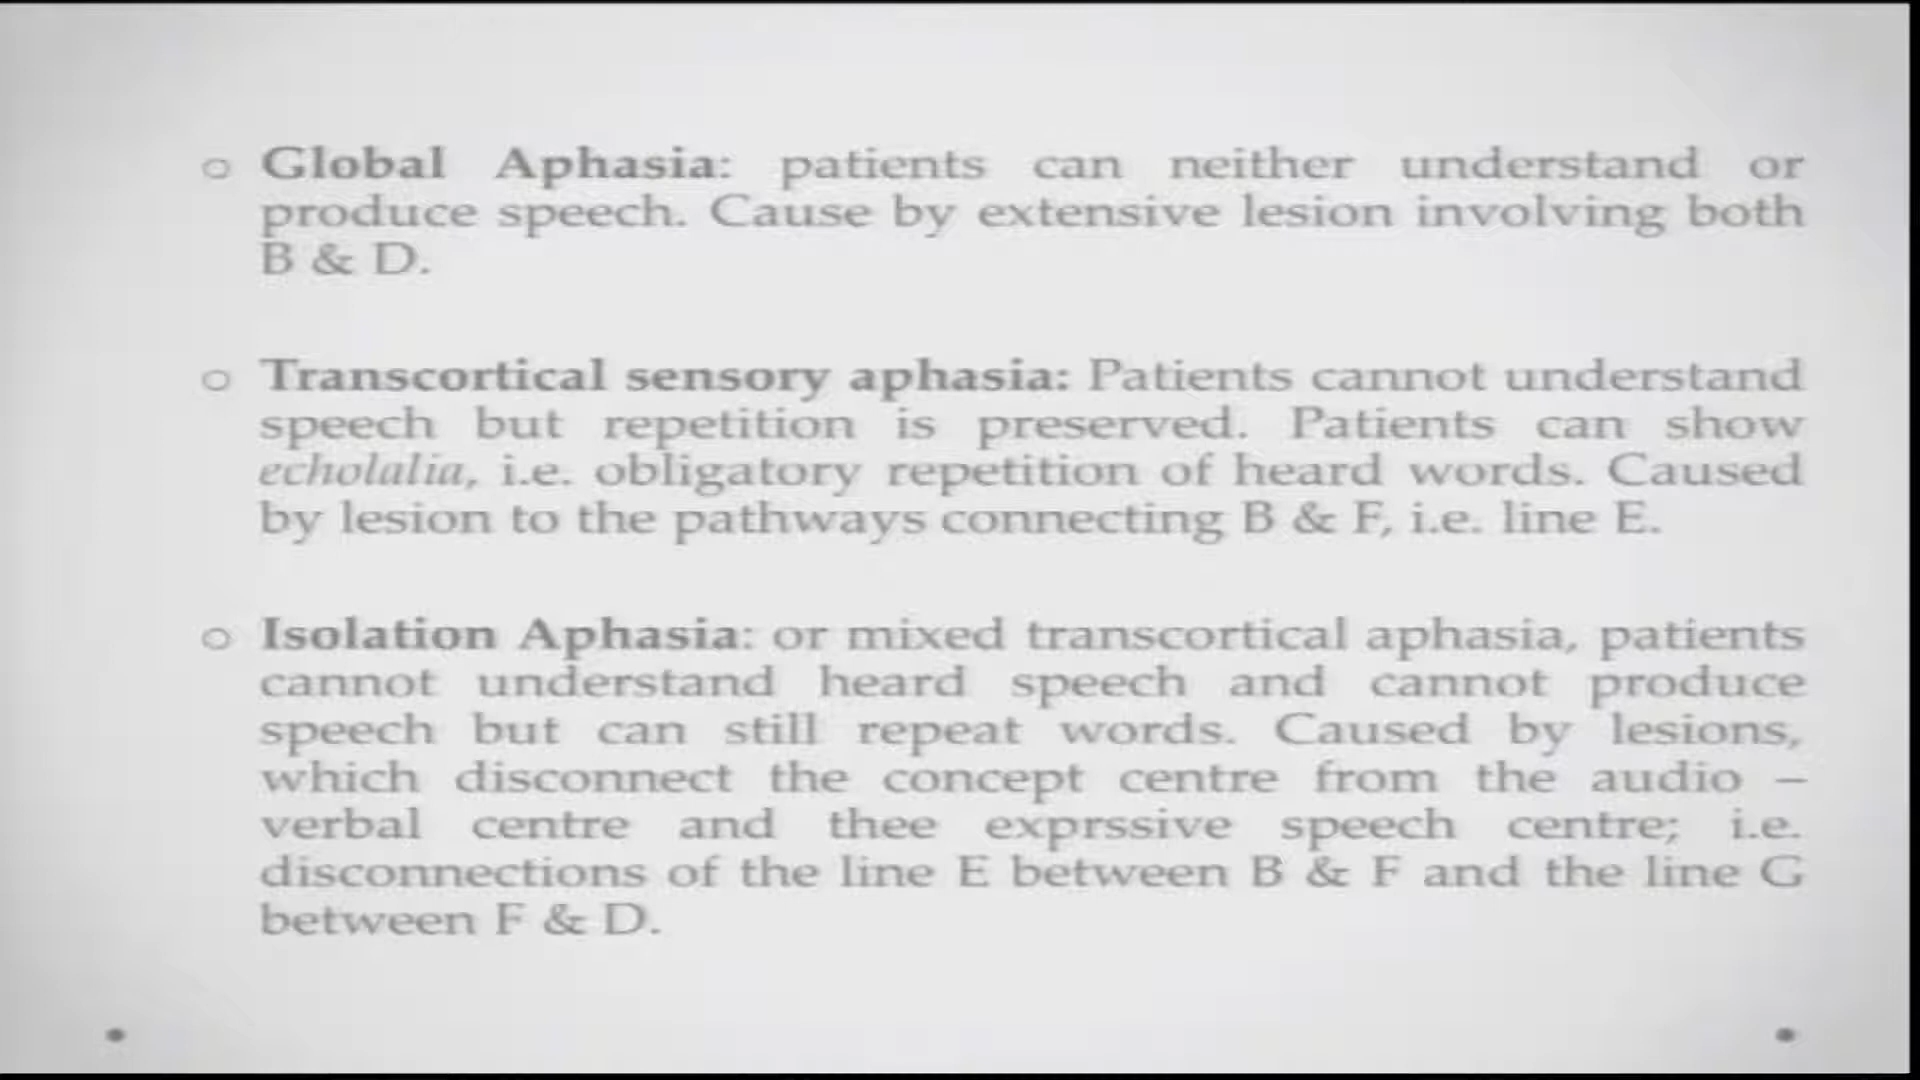 Global Aphasia: patients can neither understand or
produce speech. Cause by extensive lesion involving both
B & D.
Transcortical sensory aphasia: Patients cannot understand
speech but repetition is preserved. Patients can show
echolalia, i.e. obligatory repetition of heard words. Caused
by lesion to the pathways connecting B & F, i.e. line E.
Isolation Aphasia: or mixed transcortical aphasia, patients
cannot understand heard speech and cannot produce
speech but can still repeat words. Caused by lesions,
which disconnect the concept centre from the audio –
verbal centre and thee exprssive speech centre; i.e.
disconnections of the line E between B & F and the line G
between F & D.